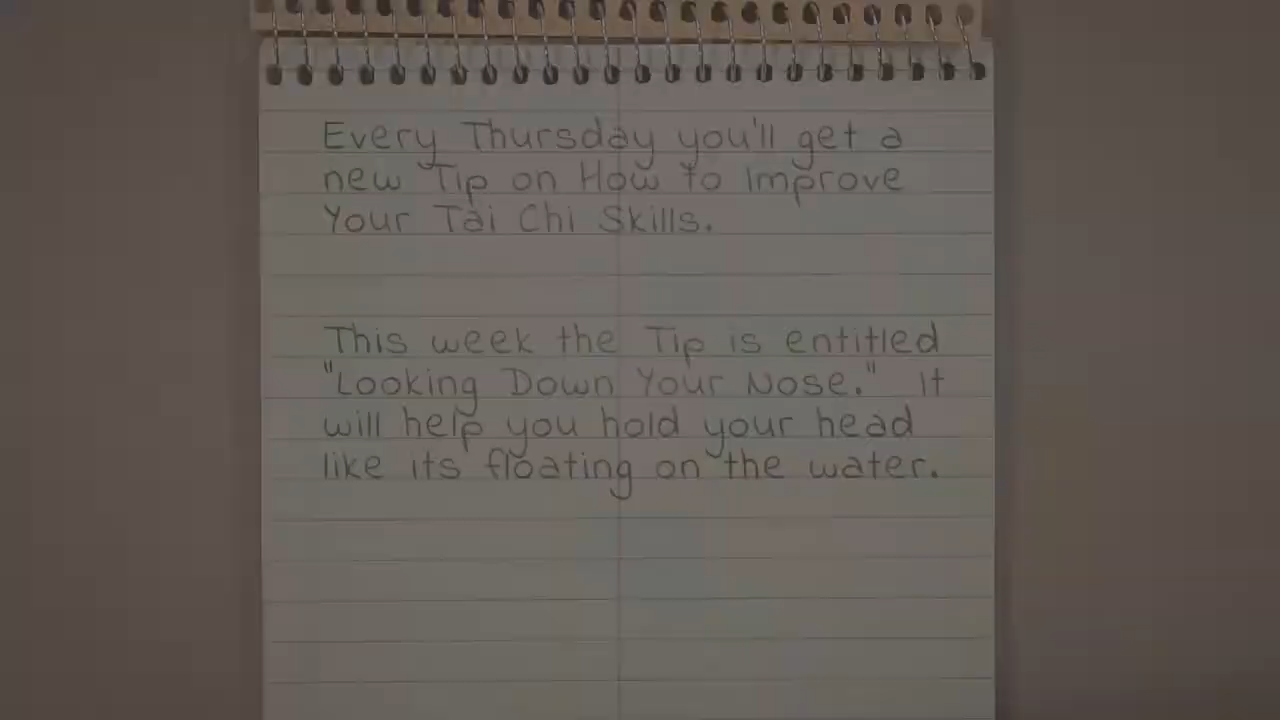 Every Thursday you'll get a
new Tip on How to Improve
Your Tai Chi Skills.
This week the Tip is entitled
"Looking Down Your Nose." It
will help you hold your head
like its floating on the water.